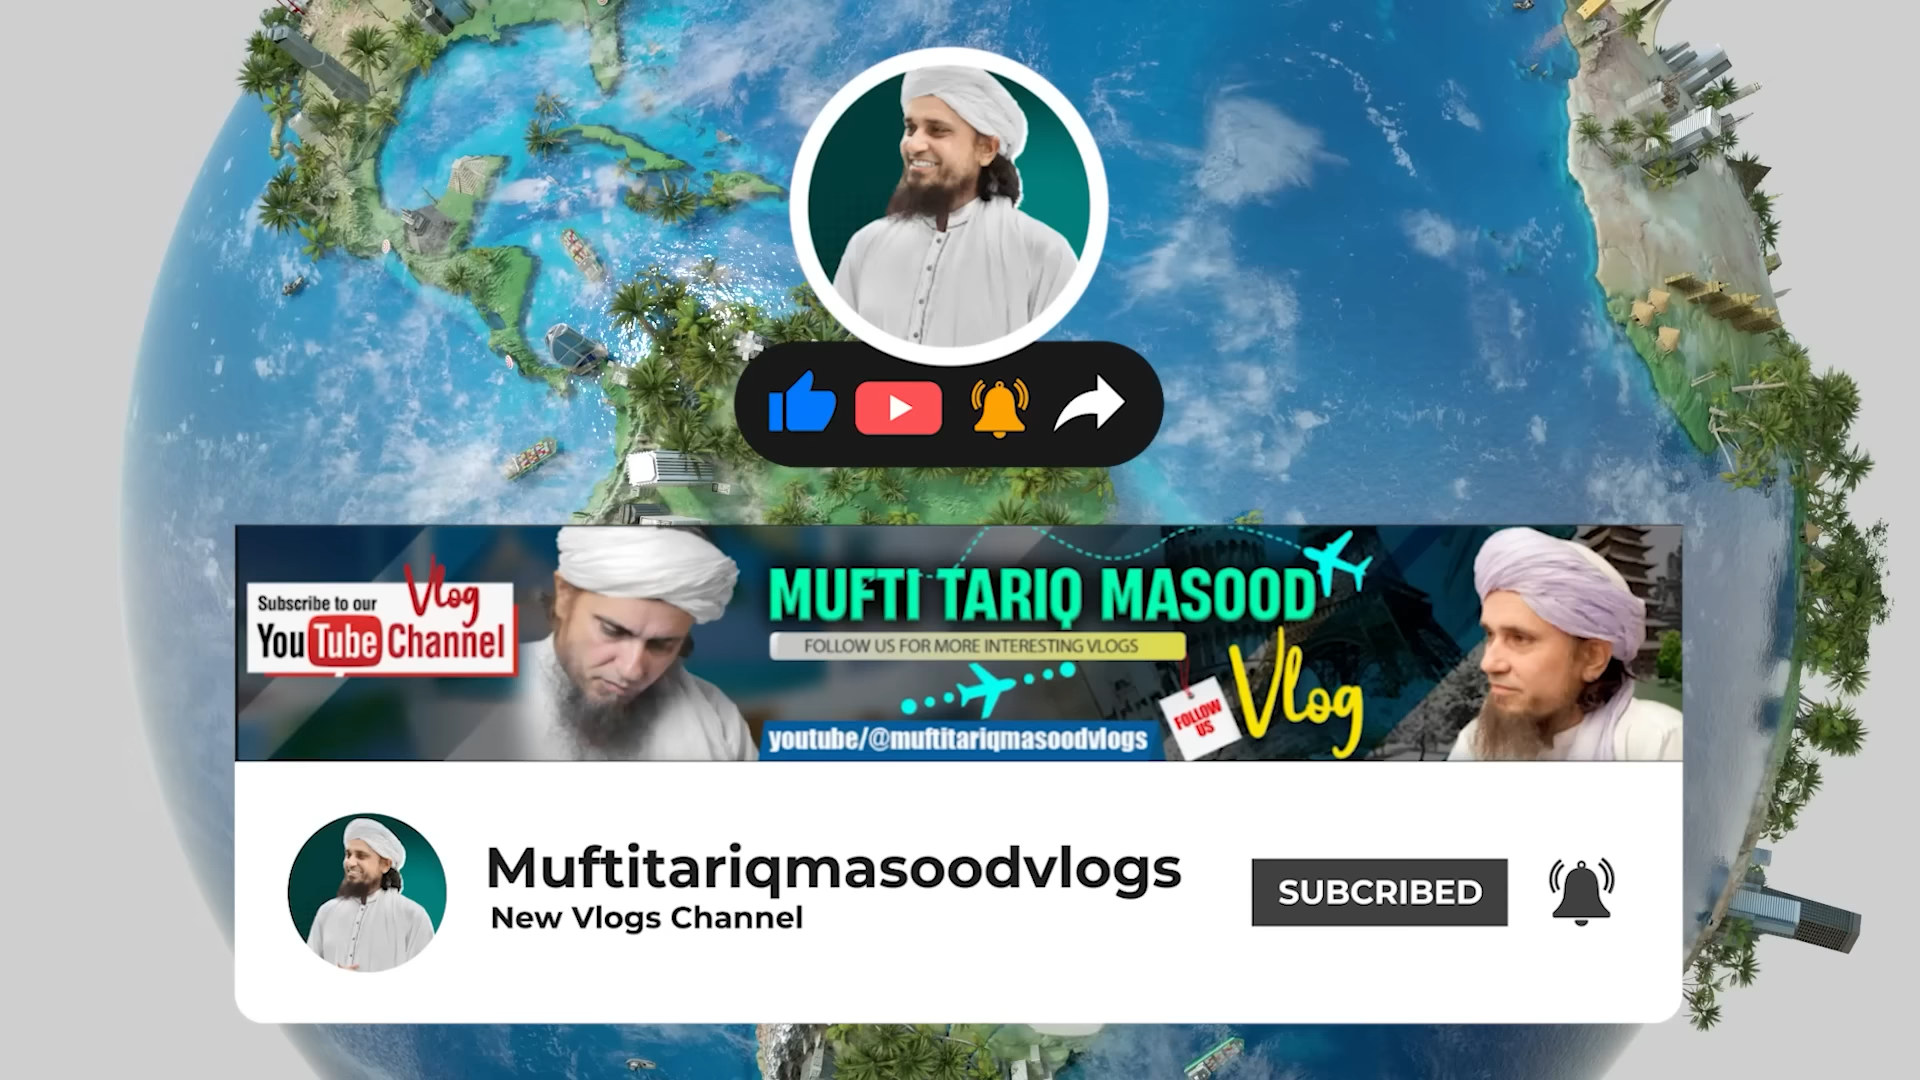 Subscribe to our Vlog
YouTube Channel
MUFTI TARIQ MASOOD
FOLLOW US FOR MORE INTERESTING VLOGS
Vlog
FOLLOW
US
youtube/@muftitariqmasoodvlogs
Muftitariqmasoodvlogs
New Vlogs Channel
SUBCRIBED